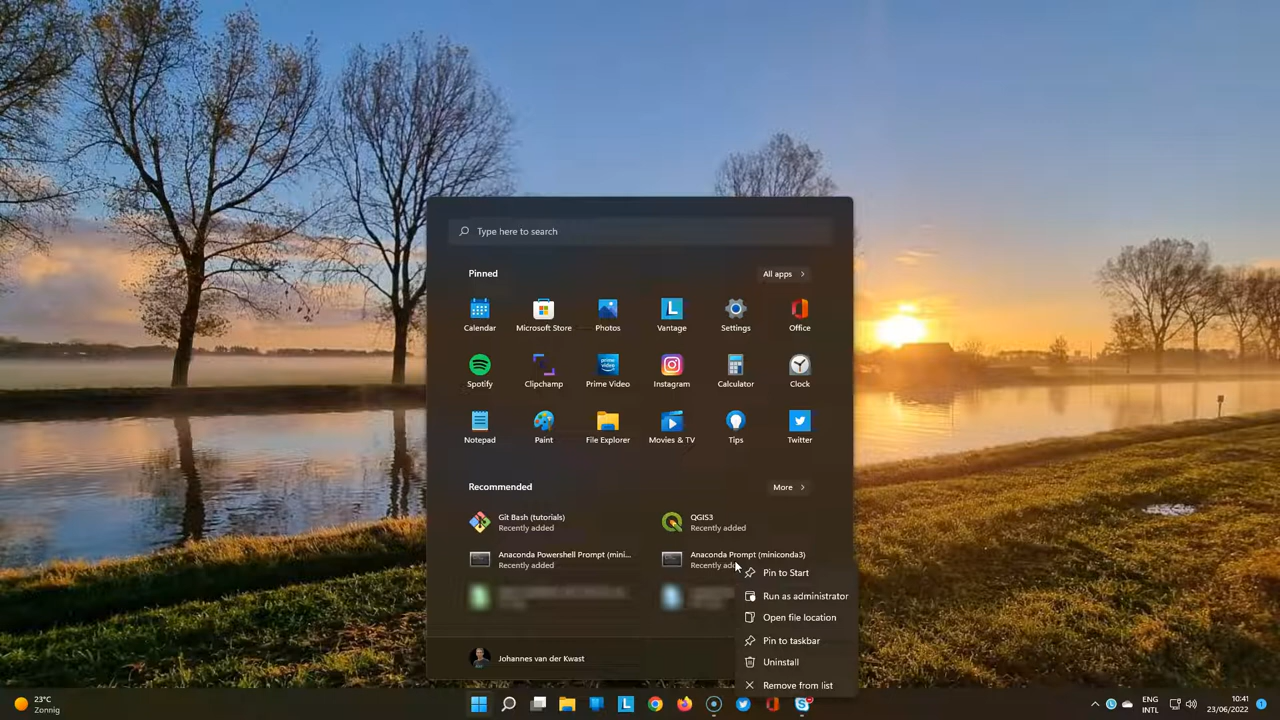 Type here to search
Pinned
All apps
Calendar
Microsoft Store
Photos
Vantage
Settings
Office
Spotify
Clipchamp
Prime Video
Instagram
Calculator
Clock
Notepad
Paint
File Explorer
Movies & TV
Tips
Twitter
Recommended
More
Git Bash (tutorials)
Recently added
QGIS3
Recently added
Anaconda Powershell Prompt (mini...
Recently added
Anaconda Prompt (miniconda3)
Recently
Pin to Start
Run as administrator
Open file location
Pin to taskbar
Uninstall
Remove from list
Johannes van der Kwast
23°C
Zonnig
ENG
INTL
10:41
23/06/2022